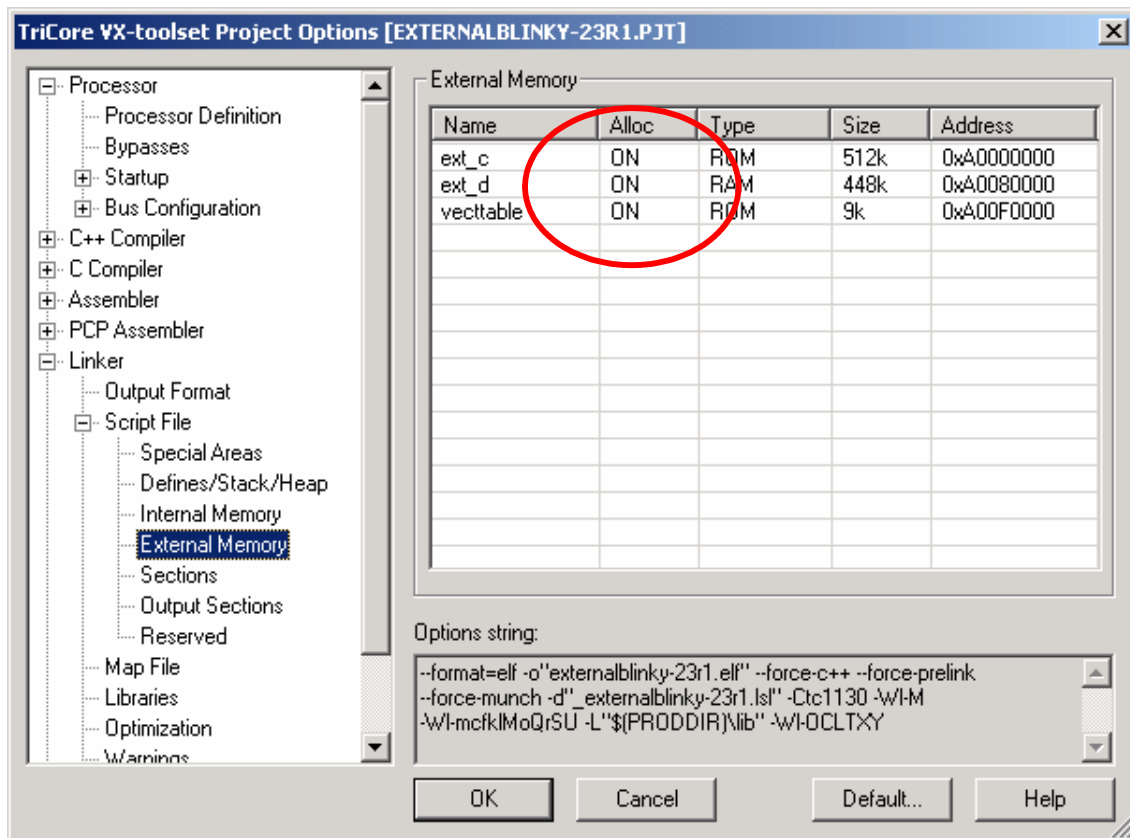 TriCore VX-toolset Project Options [EXTERNALBLINKY-23R1.PJT]
Processor
Processor Definition
Bypasses
Startup
Bus Configuration
C++ Compiler
C Compiler
Assembler
PCP Assembler
Linker
Output Format
Script File
Special Areas
Defines/Stack/Heap
Internal Memory
External Memory
Sections
Output Sections
Reserved
Map File
Libraries
Optimization
Warnings
External Memory
Name Alloc Type Size Address
ext_c ON ROM 512k 0xA0000000
ext_d ON RAM 448k 0xA0080000
vecttable ON ROM 9k 0xA00F0000
Options string:
--format=elf -o"externalblinky-23r1.elf" --force-c++ --force-prelink
--force-munch -d"_externalblinky-23r1.lsl" -Ctc1130 -Wl-M
-Wl-mcfklMoQrSU -L"$(PRODDIR)\lib" -Wl-OCLTXY
OK Cancel Default... Help